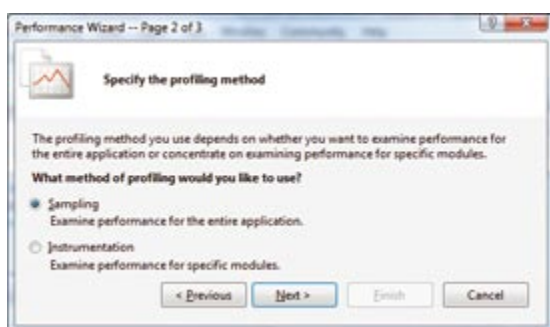 Performance Wizard -- Page 2 of 3
Specify the profiling method
The profiling method you use depends on whether you want to examine performance for
the entire application or concentrate on examining performance for specific modules.
What method of profiling would you like to use?
Sampling
Examine performance for the entire application.
Instrumentation
Examine performance for specific modules.
< Previous Next > Finish Cancel